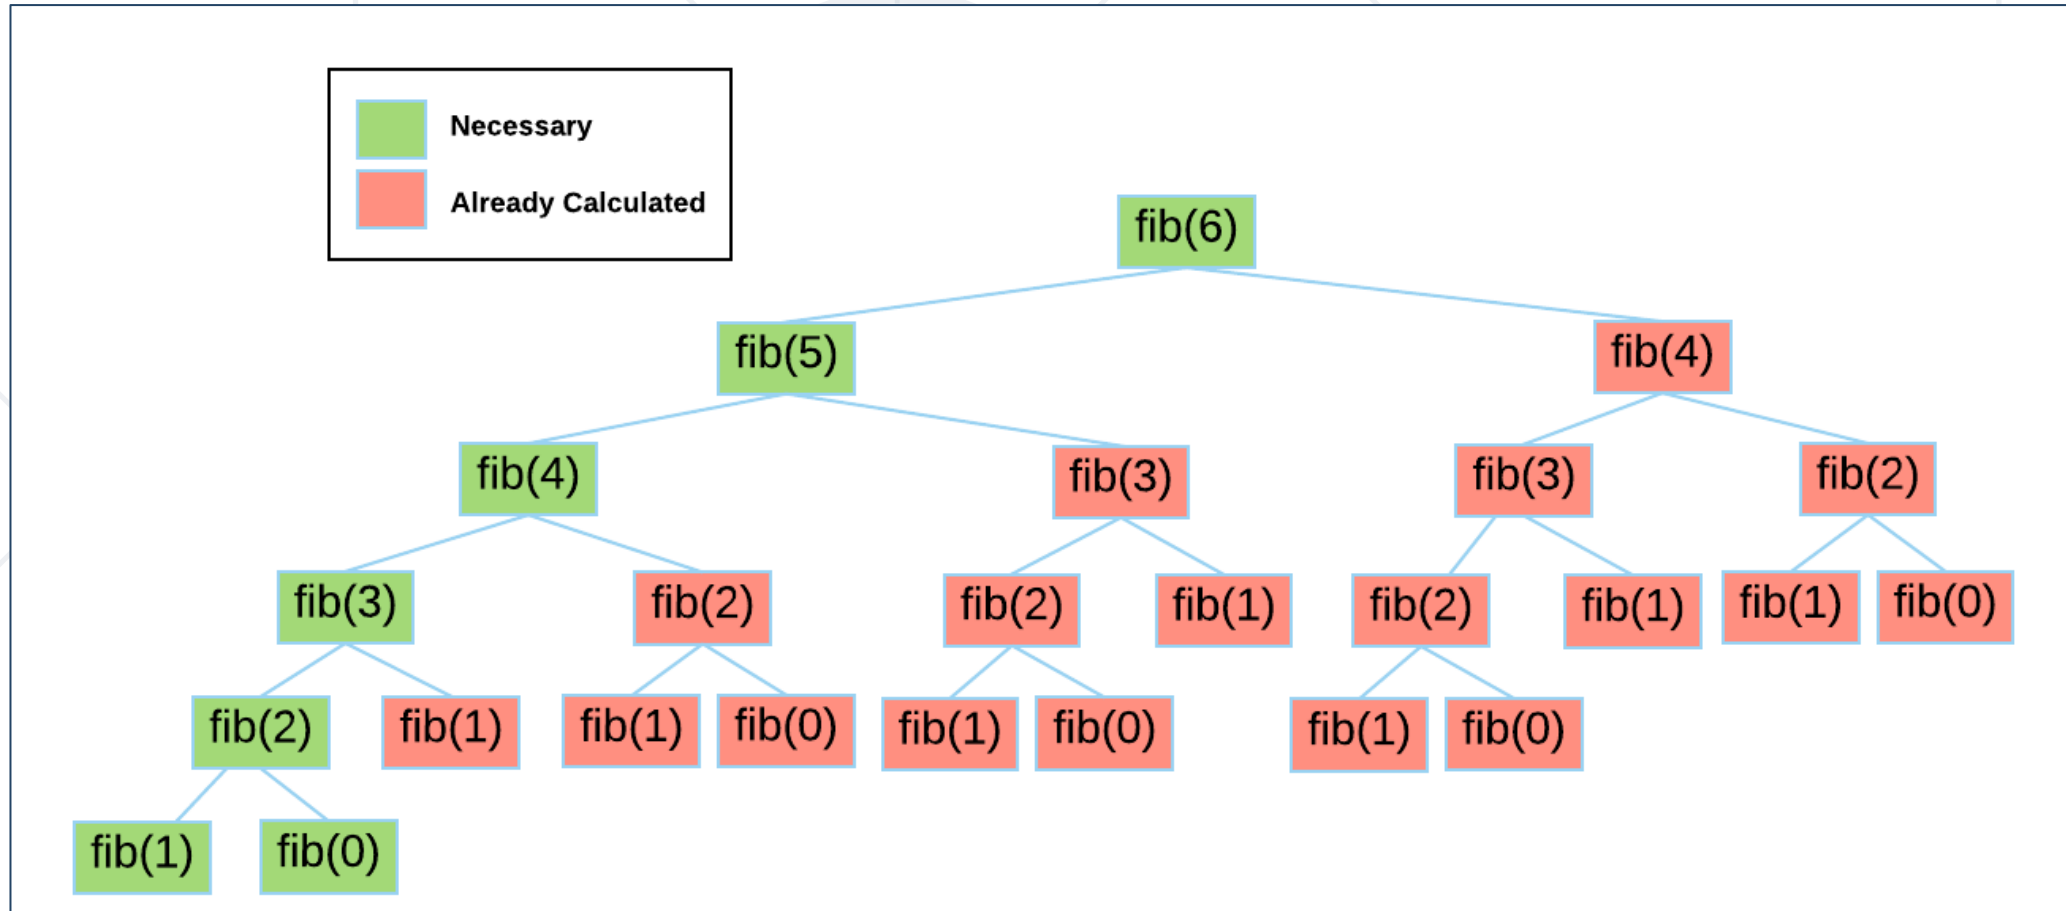 Necessary
Already Calculated
fib(6)
fib(5) fib(4)
fib(4) fib(3) fib(3) fib(2)
fib(3) fib(2) fib(2) fib(1) fib(2) fib(1) fib(1) fib(0)
fib(2) fib(1) fib(1) fib(0) fib(1) fib(0) fib(1) fib(0)
fib(1) fib(0)